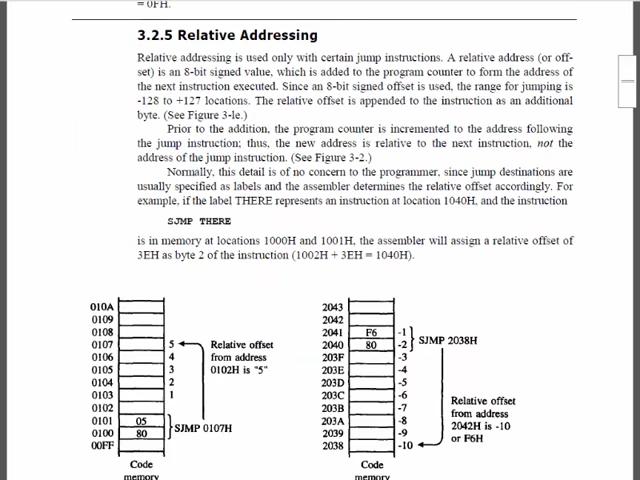 = 0FH.
3.2.5 Relative Addressing
Relative addressing is used only with certain jump instructions. A relative address (or off-
set) is an 8-bit signed value, which is added to the program counter to form the address of
the next instruction executed. Since an 8-bit signed offset is used, the range for jumping is
-128 to +127 locations. The relative offset is appended to the instruction as an additional
byte. (See Figure 3-le.)
Prior to the addition, the program counter is incremented to the address following
the jump instruction; thus, the new address is relative to the next instruction, not the
address of the jump instruction. (See Figure 3-2.)
Normally, this detail is of no concern to the programmer, since jump destinations are
usually specified as labels and the assembler determines the relative offset accordingly. For
example, if the label THERE represents an instruction at location 1040H, and the instruction
SJMP THERE
is in memory at locations 1000H and 1001H, the assembler will assign a relative offset of
3EH as byte 2 of the instruction (1002H + 3EH = 1040H).
010A
0109
0108
0107 5
0106 4
0105 3
0104 2
0103 1
0102
0101 05
0100 80
00FF
SJMP 0107H
Relative offset
from address
0102H is "5"
Code
memory
2043
2042
2041 F6 -1
2040 80 -2
203F -3
203E -4
203D -5
203C -6
203B -7
203A -8
2039 -9
2038 -10
SJMP 2038H
Relative offset
from address
2042H is -10
or F6H
Code
memory